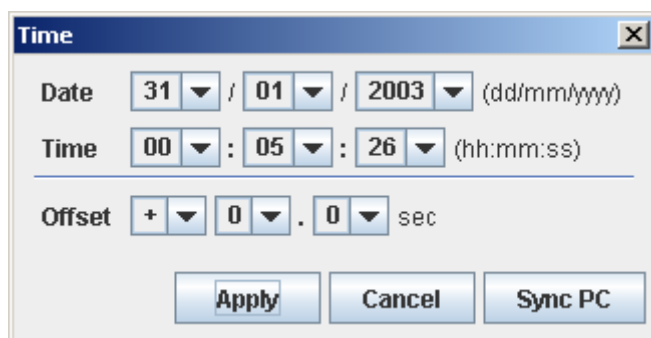 Time
Date 31 / 01 / 2003 (dd/mm/yyyy)
Time 00 : 05 : 26 (hh:mm:ss)
Offset + 0 . 0 sec
Apply Cancel Sync PC